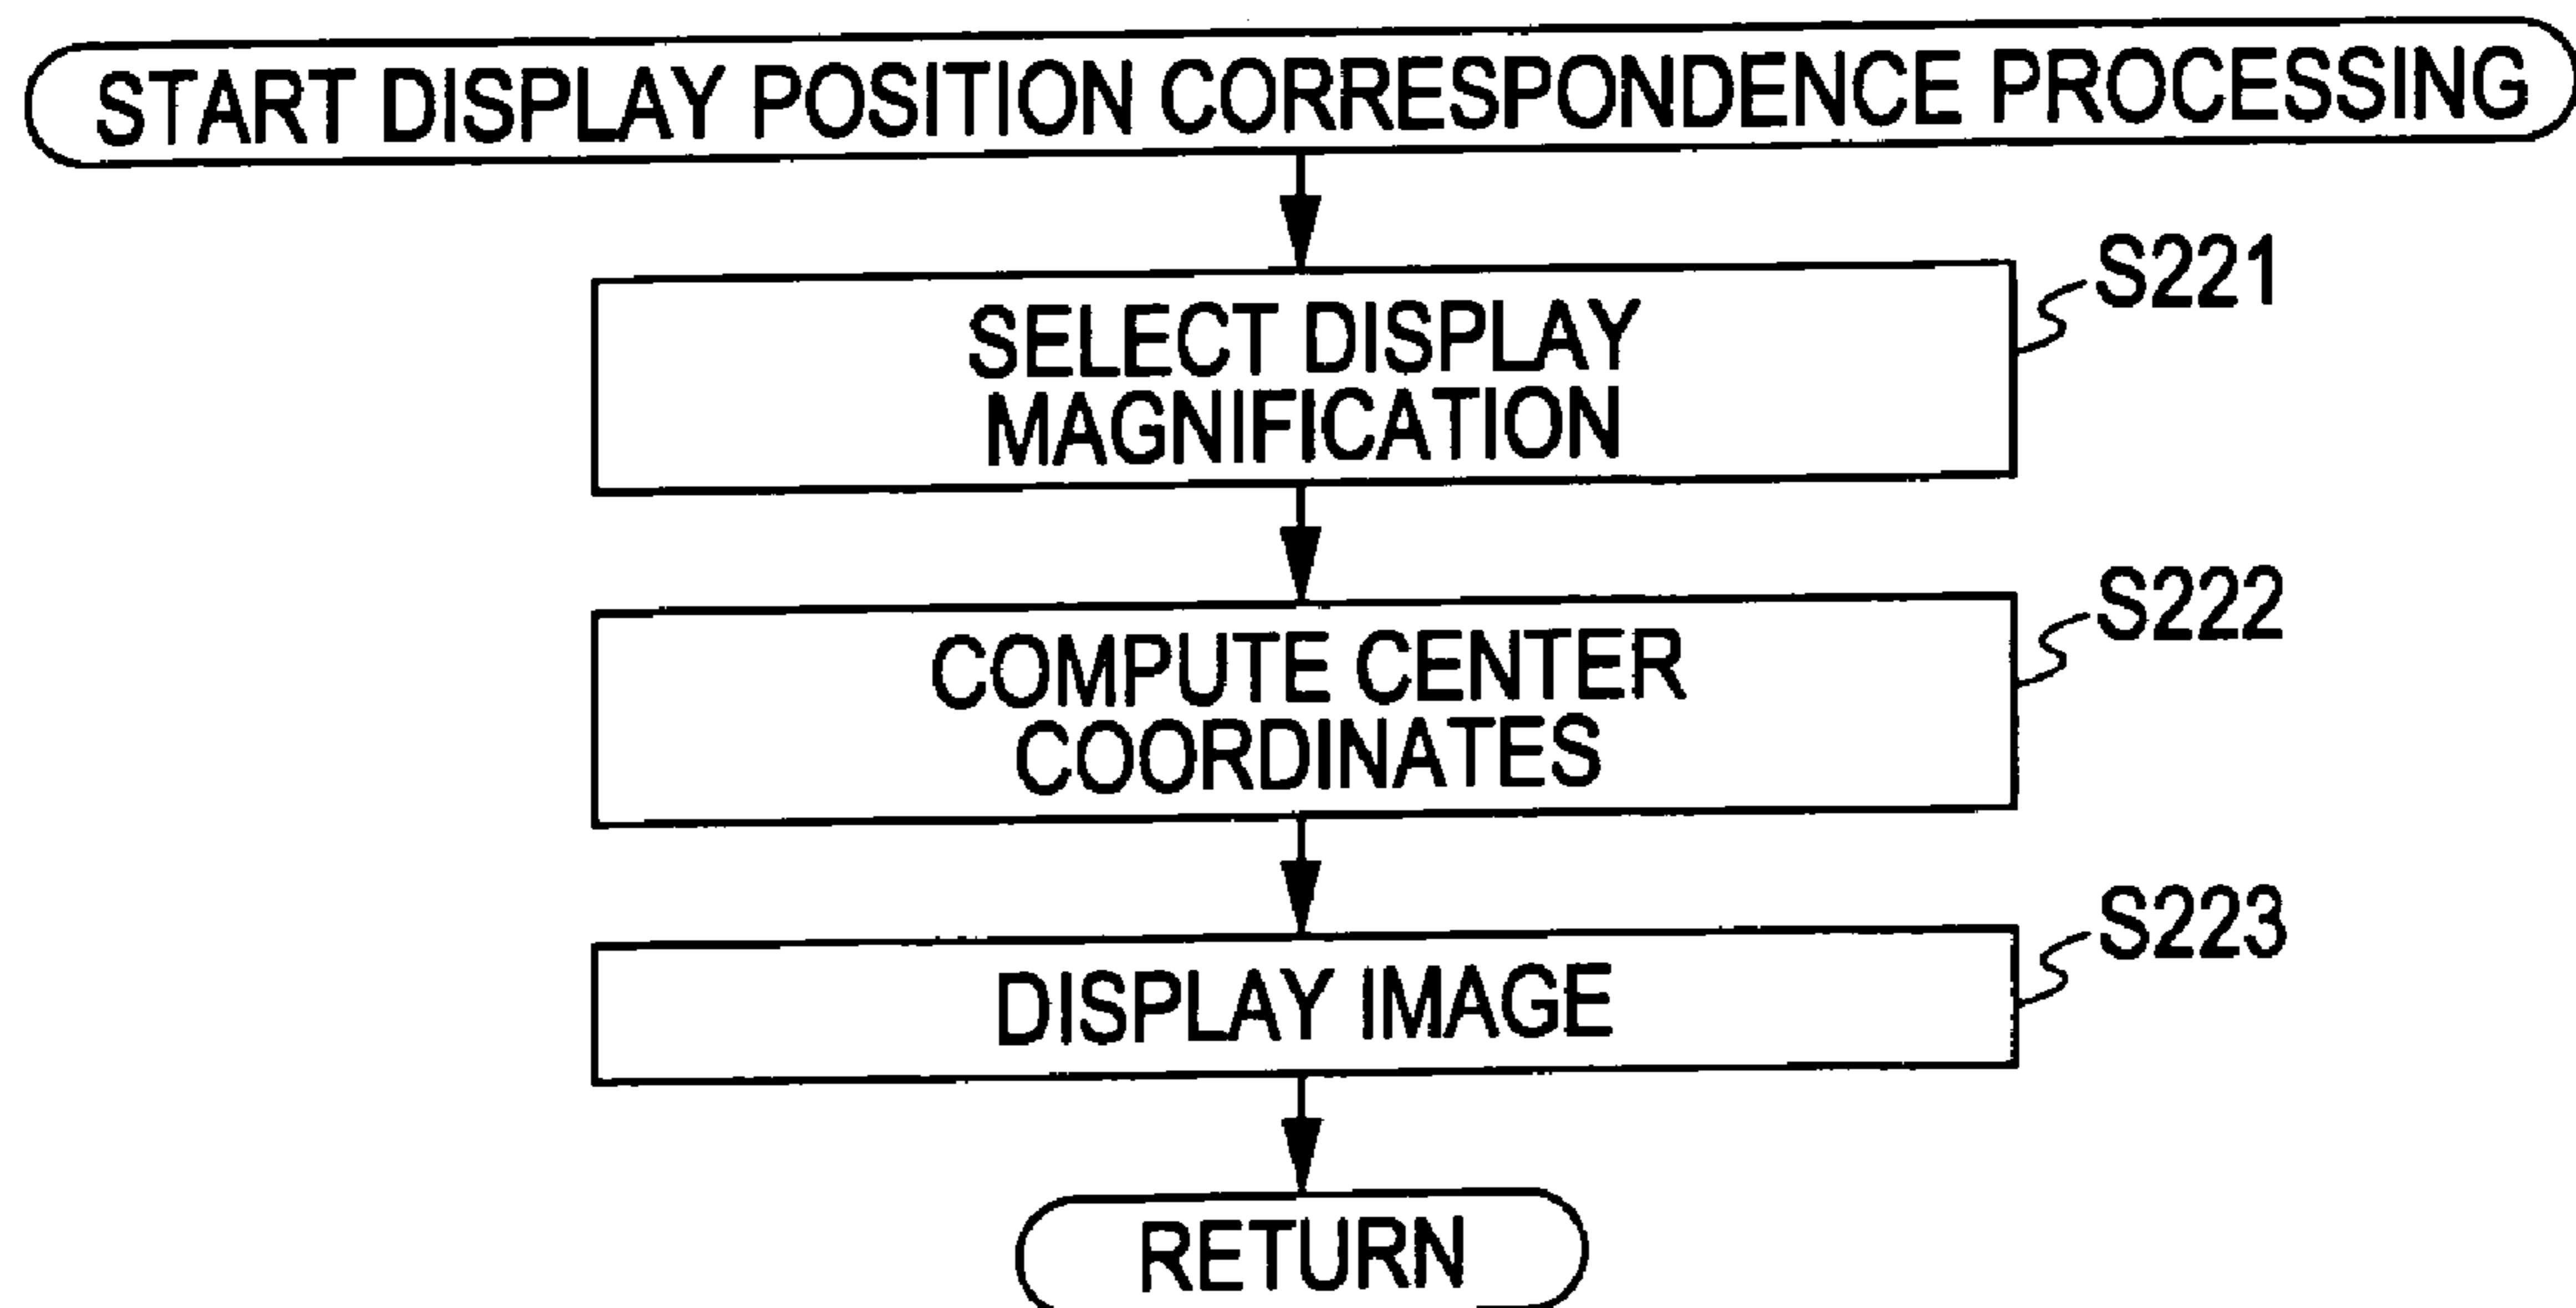 START DISPLAY POSITION CORRESPONDENCE PROCESSING
S221
SELECT DISPLAY
MAGNIFICATION
S222
COMPUTE CENTER
COORDINATES
S223
DISPLAY IMAGE
RETURN